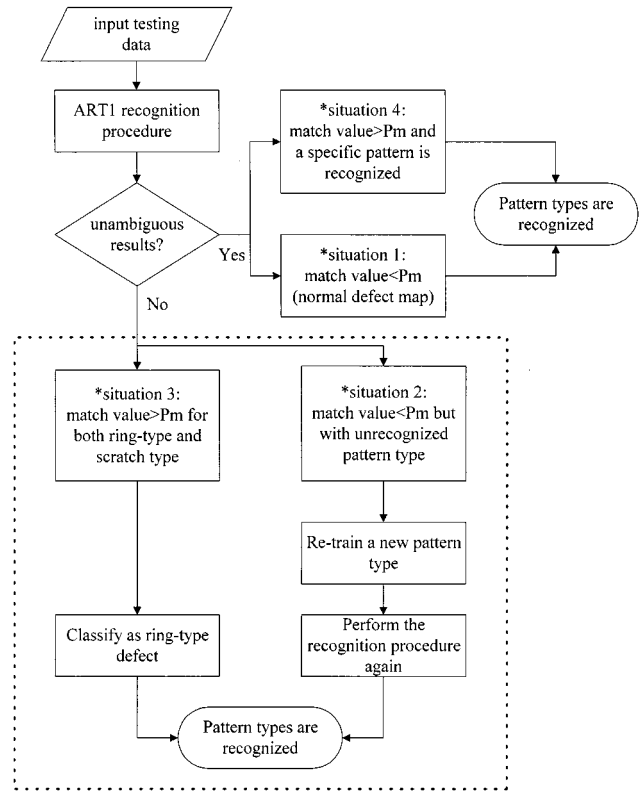 input testing
data
ART1 recognition
procedure
*situation 4:
match value>Pm and
a specific pattern is
recognized
Pattern types are
recognized
unambiguous
results?
Yes
*situation 1:
match value<Pm
(normal defect map)
No
*situation 3:
match value>Pm for
both ring-type and
scratch type
*situation 2:
match value<Pm but
with unrecognized
pattern type
Re-train a new pattern
type
Classify as ring-type
defect
Perform the
recognition procedure
again
Pattern types are
recognized